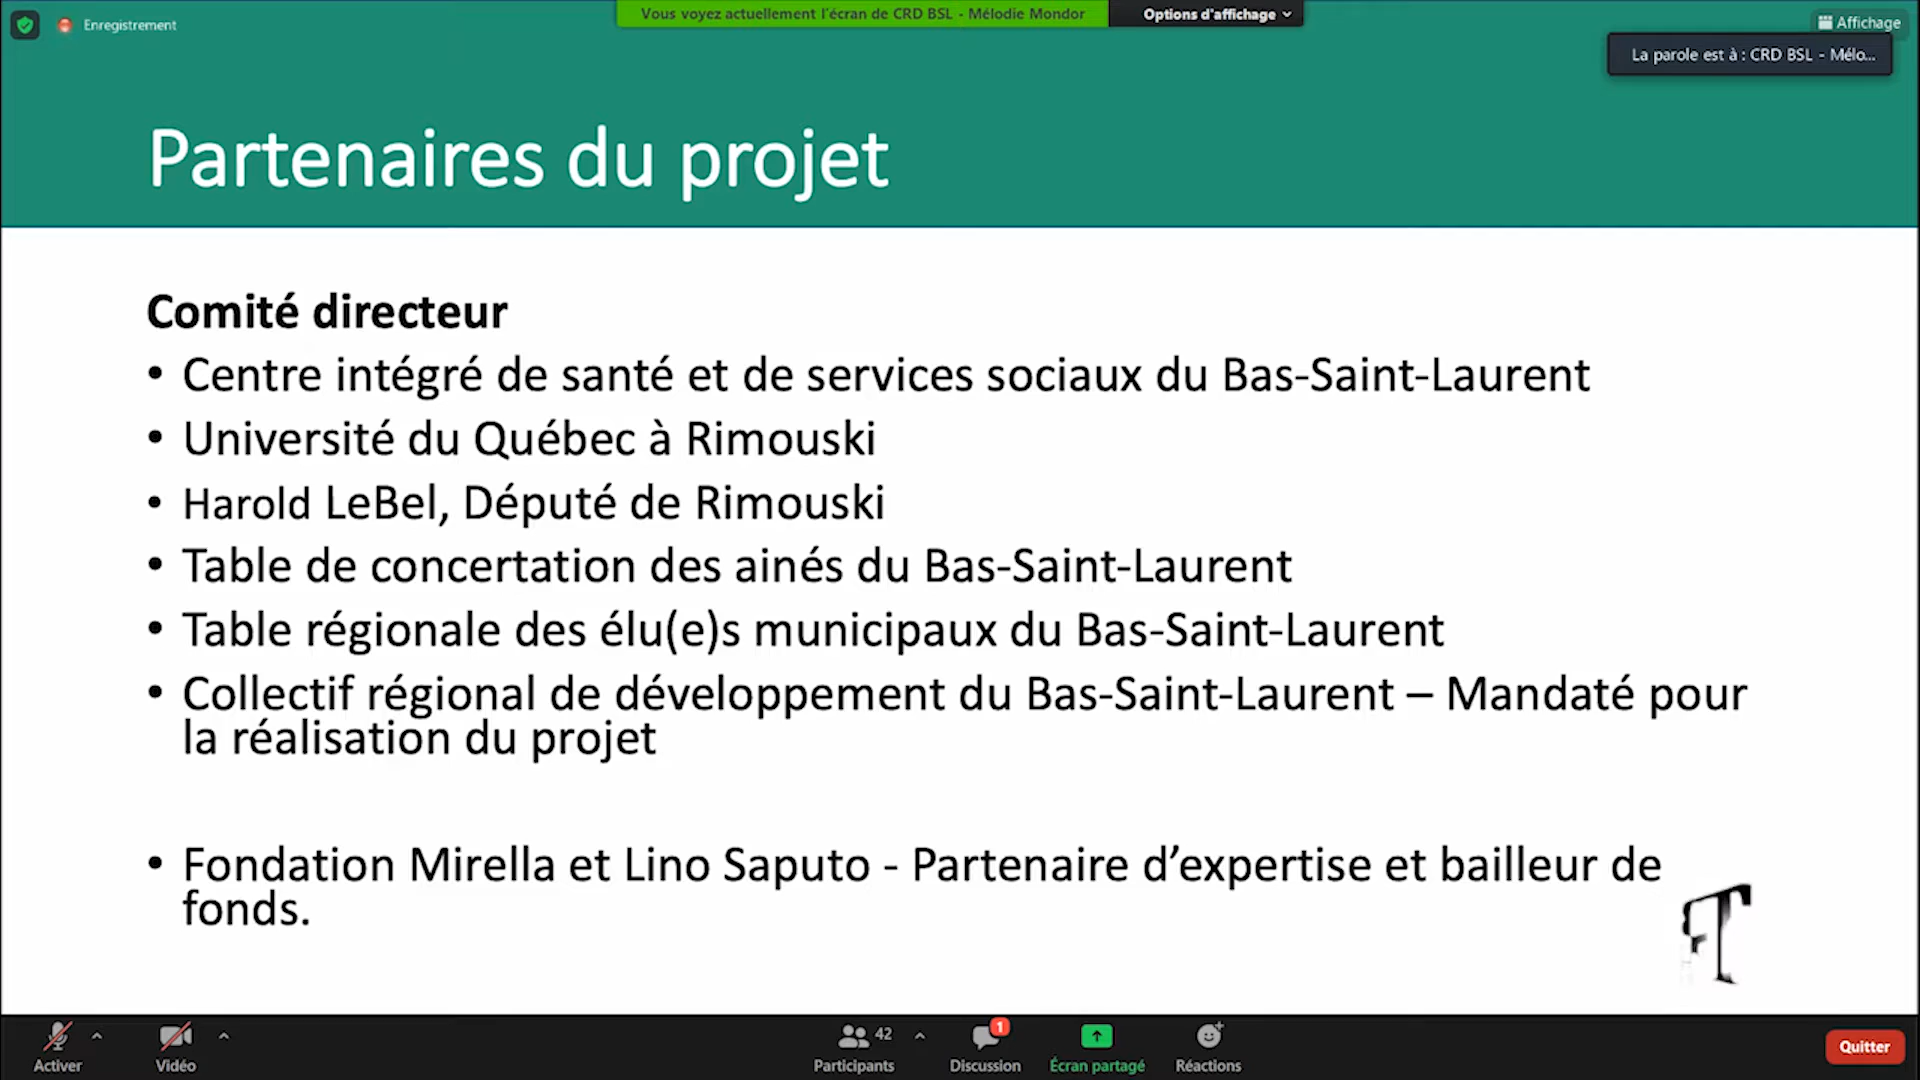 Enregistrement
Vous voyez actuellement l'écran de CRD BSL - Mélodie Mondor
Options d'affichage
Affichage
La parole est à : CRD BSL - Mélo...
Partenaires du projet
Comité directeur
• Centre intégré de santé et de services sociaux du Bas-Saint-Laurent
• Université du Québec à Rimouski
• Harold LeBel, Député de Rimouski
• Table de concertation des ainés du Bas-Saint-Laurent
• Table régionale des élu(e)s municipaux du Bas-Saint-Laurent
• Collectif régional de développement du Bas-Saint-Laurent – Mandaté pour
la réalisation du projet
• Fondation Mirella et Lino Saputo - Partenaire d’expertise et bailleur de
fonds.
Activer
Vidéo
42
Participants
1
Discussion
Écran partagé
Réactions
Quitter